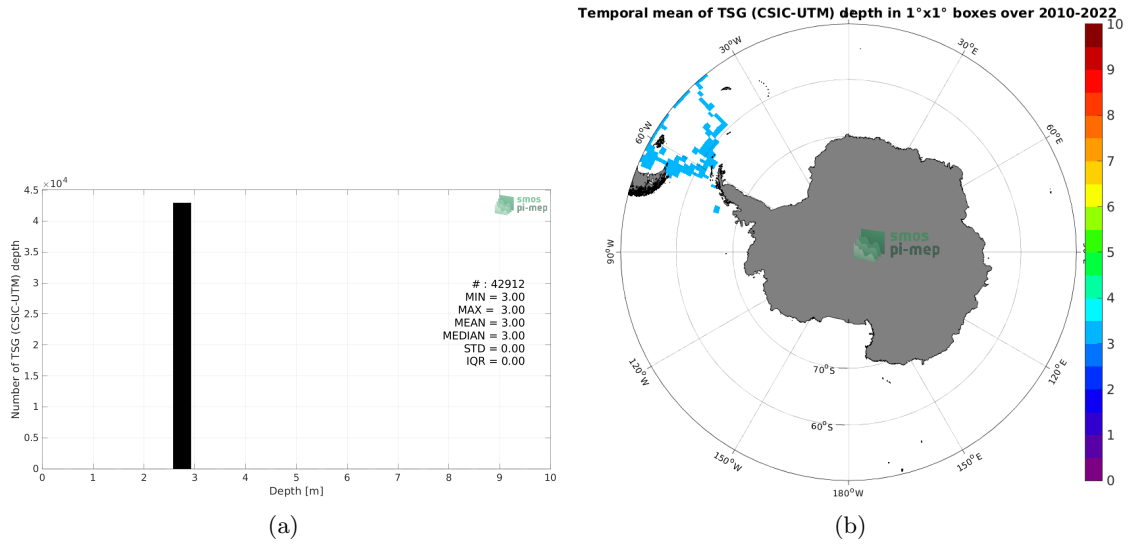 Temporal mean of TSG (CSIC-UTM) depth in 1°x1° boxes over 2010-2022
×10⁴
4.5
4
3.5
3
2.5
2
1.5
1
0.5
0
Number of TSG (CSIC-UTM) depth
smos
pi-mep
# : 42912
MIN = 3.00
MAX = 3.00
MEAN = 3.00
MEDIAN = 3.00
STD = 0.00
IQR = 0.00
0 1 2 3 4 5 6 7 8 9 10
Depth [m]
(a)
0°
30°W
30°E
60°W
60°E
90°W
smos
pi-mep
70°S
60°S
120°W
120°E
150°W
150°E
180°W
10
9
8
7
6
5
4
3
2
1
0
(b)